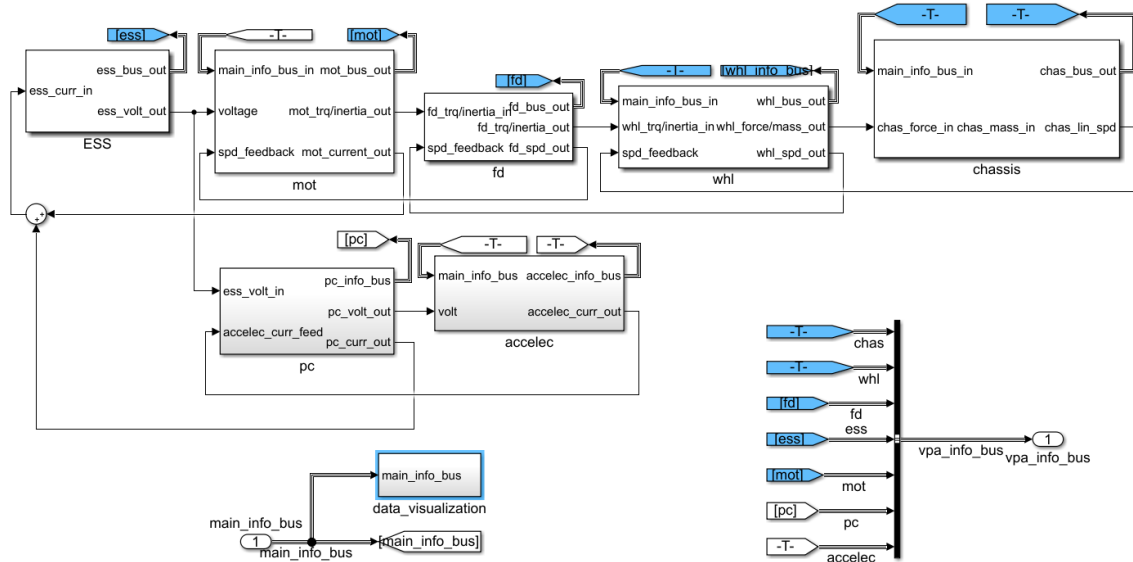 [ess]
ess_bus_out
ess_curr_in
ess_volt_out
ESS
-T-
[mot]
main_info_bus_in
mot_bus_out
voltage
mot_trq/inertia_out
spd_feedback
mot_current_out
mot
[fd]
fd_bus_out
fd_trq/inertia_in
fd_trq/inertia_out
spd_feedback
fd_spd_out
fd
-T-
[whl_info_bus]
main_info_bus_in
whl_bus_out
whl_trq/inertia_in
whl_force/mass_out
spd_feedback
whl_spd_out
whl
-T-
-T-
main_info_bus_in
chas_bus_out
chas_force_in
chas_mass_in
chas_lin_spd
chassis
+
+
[pc]
pc_info_bus
ess_volt_in
pc_volt_out
accelec_curr_feed
pc_curr_out
pc
-T-
-T-
main_info_bus
accelec_info_bus
volt
accelec_curr_out
accelec
-T-
chas
-T-
whl
[fd]
fd
ess
[ess]
vpa_info_bus
1
vpa_info_bus
[mot]
mot
[pc]
pc
-T-
accelec
main_info_bus
data_visualization
main_info_bus
1
main_info_bus
[main_info_bus]